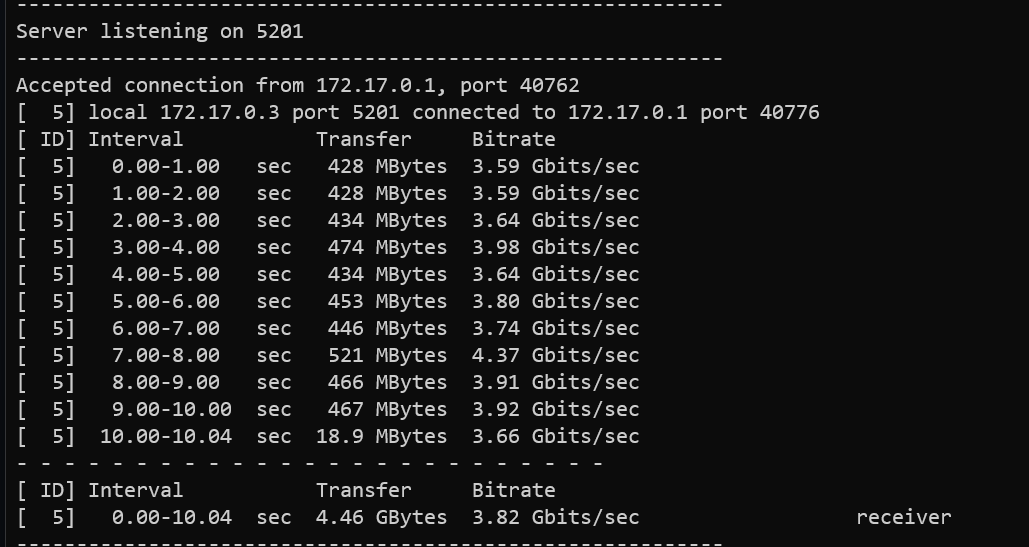 -----------------------------------------------------------
Server listening on 5201
-----------------------------------------------------------
Accepted connection from 172.17.0.1, port 40762
[  5] local 172.17.0.3 port 5201 connected to 172.17.0.1 port 40776
[ ID] Interval           Transfer     Bitrate
[  5]   0.00-1.00   sec   428 MBytes  3.59 Gbits/sec
[  5]   1.00-2.00   sec   428 MBytes  3.59 Gbits/sec
[  5]   2.00-3.00   sec   434 MBytes  3.64 Gbits/sec
[  5]   3.00-4.00   sec   474 MBytes  3.98 Gbits/sec
[  5]   4.00-5.00   sec   434 MBytes  3.64 Gbits/sec
[  5]   5.00-6.00   sec   453 MBytes  3.80 Gbits/sec
[  5]   6.00-7.00   sec   446 MBytes  3.74 Gbits/sec
[  5]   7.00-8.00   sec   521 MBytes  4.37 Gbits/sec
[  5]   8.00-9.00   sec   466 MBytes  3.91 Gbits/sec
[  5]   9.00-10.00  sec   467 MBytes  3.92 Gbits/sec
[  5]  10.00-10.04  sec  18.9 MBytes  3.66 Gbits/sec
- - - - - - - - - - - - - - - - - - - - - - - - -
[ ID] Interval           Transfer     Bitrate
[  5]   0.00-10.04  sec  4.46 GBytes  3.82 Gbits/sec                  receiver
-----------------------------------------------------------